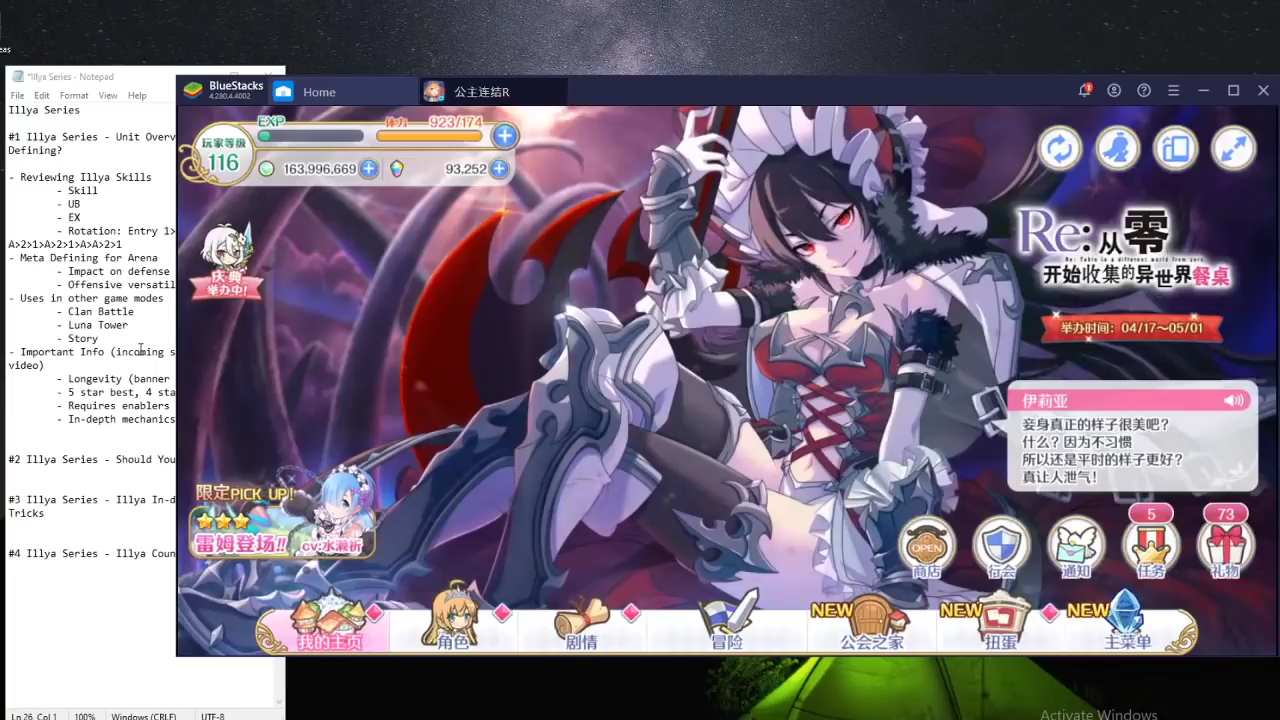 eas
*Illya Series - Notepad
File Edit Format View Help
Illya Series
#1 Illya Series - Unit Overv
Defining?
- Reviewing Illya Skills
- Skill
- UB
- EX
- Rotation: Entry 1>
A>2>1>A>2>1>A>A>2>1
- Meta Defining for Arena
- Impact on defense
- Offensive versatil
- Uses in other game modes
- Clan Battle
- Luna Tower
- Story
- Important Info (incoming s
video)
- Longevity (banner
- 5 star best, 4 sta
- Requires enablers
- In-depth mechanics
#2 Illya Series - Should You
#3 Illya Series - Illya In-d
Tricks
#4 Illya Series - Illya Coun
Ln 26, Col 1 100% Windows (CRLF) UTF-8
BlueStacks
4.280.4.4002
Home
公主连结R
玩家等级
116
EXP
体力 923/174
163,996,669
93,252
庆典
举办中!
Re:从零
Re: Table in a different world from zero
开始收集的异世界餐桌
举办时间：04/17～05/01
伊莉亚
妾身真正的样子很美吧?
什么? 因为不习惯
所以还是平时的样子更好?
真让人泄气!
限定PICK UP!
雷姆登场!!
cv:水濑祈
OPEN
商店
行会
通知
5
任务
73
礼物
我的主页
角色
剧情
冒险
NEW
公会之家
NEW
扭蛋
NEW
主菜单
Activate Windows